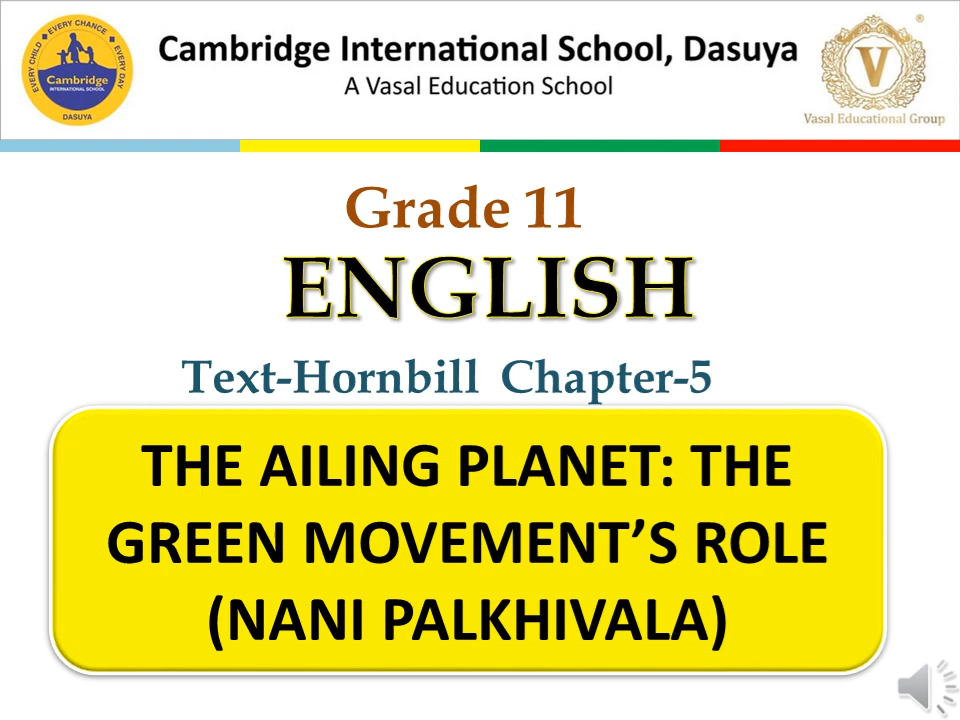 EVERY CHILD ★ EVERY CHANCE ★ EVERY DAY
Cambridge
INTERNATIONAL SCHOOL
DASUYA
Cambridge International School, Dasuya
A Vasal Education School
V
®
Vasal Educational Group
Grade 11
ENGLISH
Text-Hornbill Chapter-5
THE AILING PLANET: THE
GREEN MOVEMENT’S ROLE
(NANI PALKHIVALA)